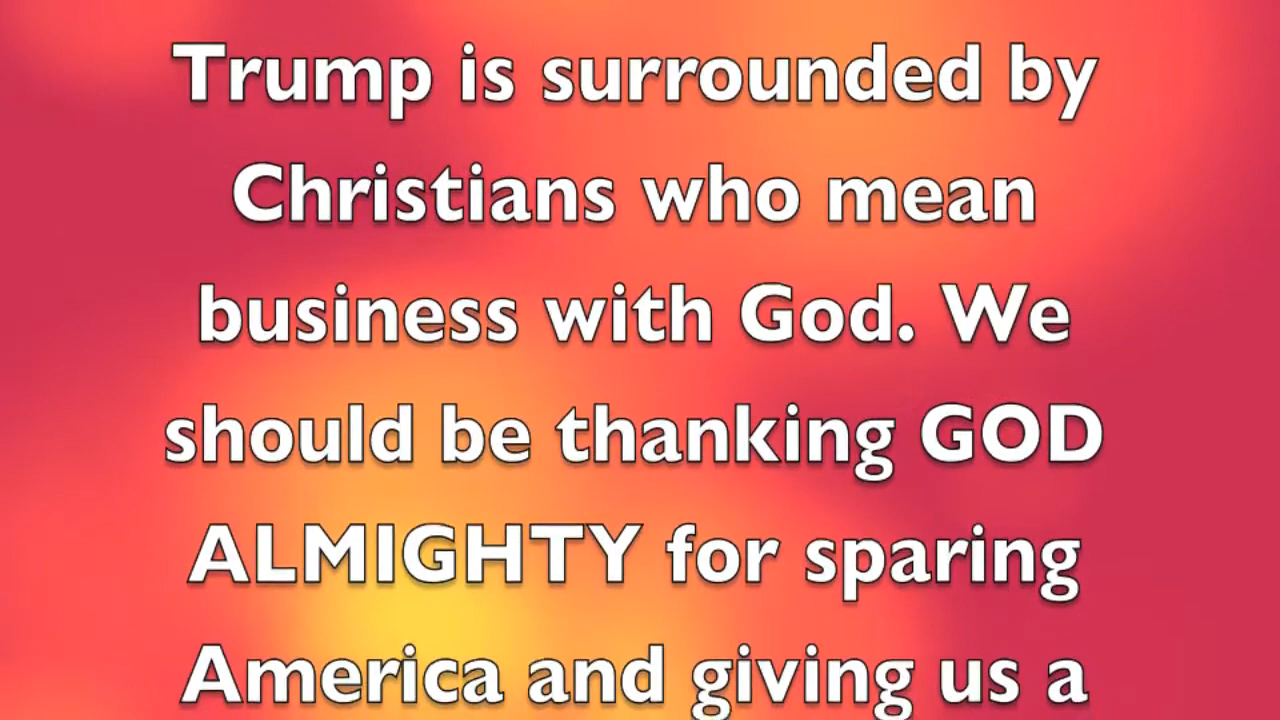 Trump is surrounded by
Christians who mean
business with God. We
should be thanking GOD
ALMIGHTY for sparing
America and giving us a